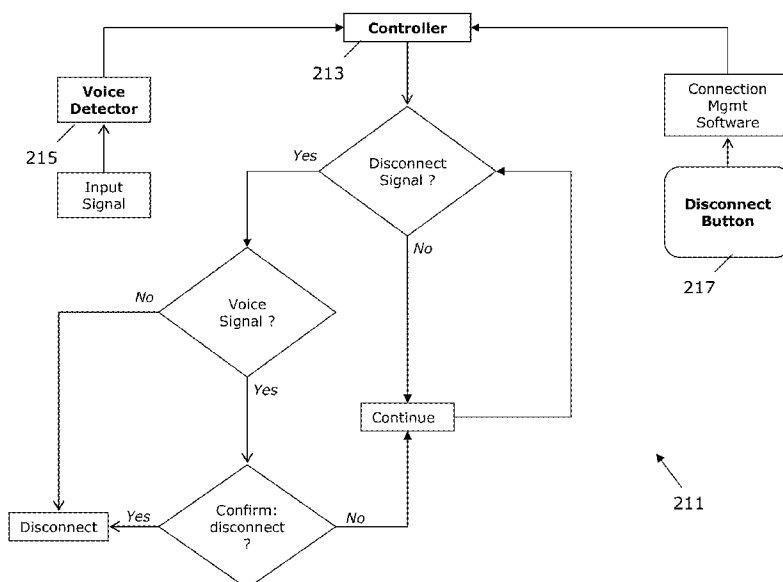 Controller
213
Voice
Detector
215
Input
Signal
Connection
Mgmt
Software
Disconnect
Button
217
Yes
Disconnect
Signal ?
No
No
Voice
Signal ?
Yes
Continue
Disconnect
Yes
Confirm:
disconnect
?
No
211